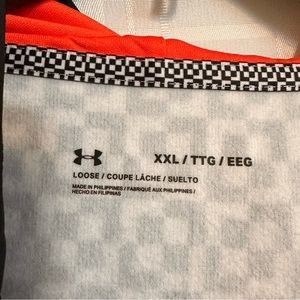 XXL / TTG / EEG
LOOSE / COUPE LÂCHE / SUELTO
MADE IN PHILIPPINES / FABRIQUÉ AUX PHILIPPINES /
HECHO EN FILIPINAS